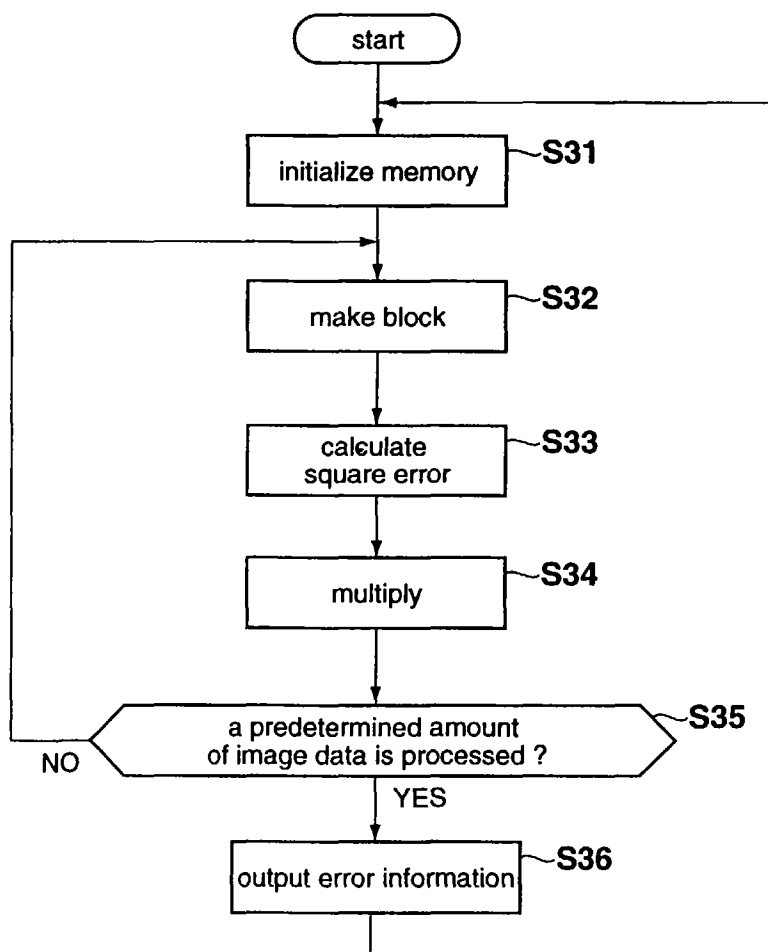 start
initialize memory
S31
make block
S32
calculate
square error
S33
multiply
S34
a predetermined amount
of image data is processed ?
S35
NO
YES
output error information
S36